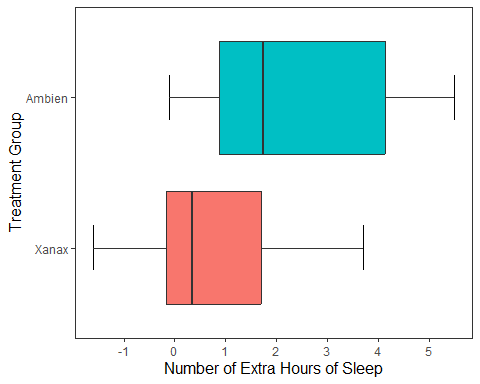 Treatment Group
Ambien
Xanax
-1 0 1 2 3 4 5
Number of Extra Hours of Sleep